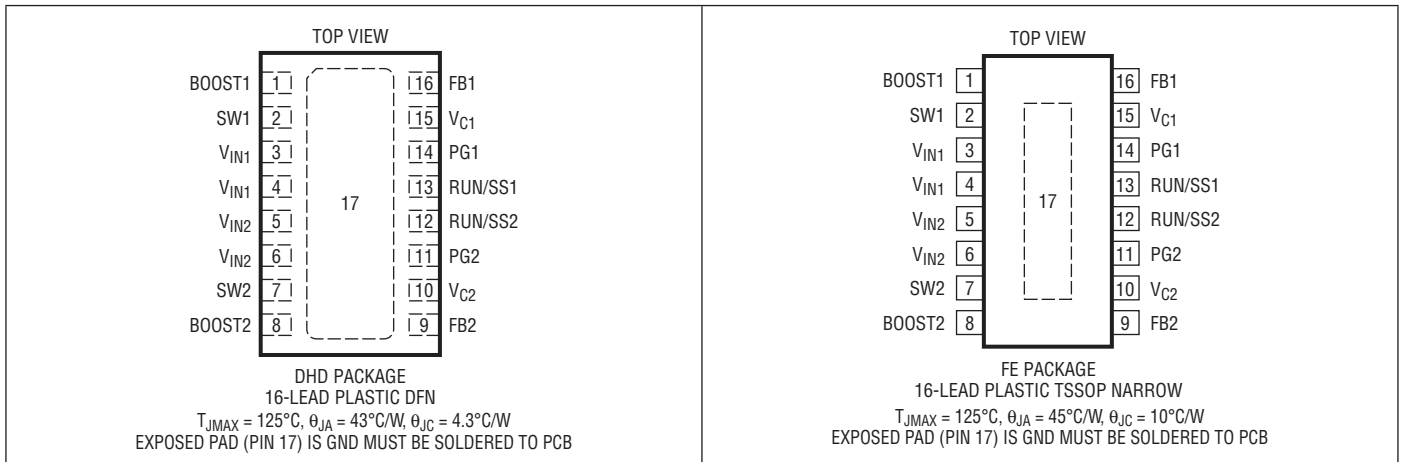 TOP VIEW
BOOST1 1 16 FB1
SW1 2 15 VC1
VIN1 3 14 PG1
VIN1 4 13 RUN/SS1
17
VIN2 5 12 RUN/SS2
VIN2 6 11 PG2
SW2 7 10 VC2
BOOST2 8 9 FB2
DHD PACKAGE
16-LEAD PLASTIC DFN
TJMAX = 125°C, θJA = 43°C/W, θJC = 4.3°C/W
EXPOSED PAD (PIN 17) IS GND MUST BE SOLDERED TO PCB
TOP VIEW
BOOST1 1 16 FB1
SW1 2 15 VC1
VIN1 3 14 PG1
VIN1 4 13 RUN/SS1
17
VIN2 5 12 RUN/SS2
VIN2 6 11 PG2
SW2 7 10 VC2
BOOST2 8 9 FB2
FE PACKAGE
16-LEAD PLASTIC TSSOP NARROW
TJMAX = 125°C, θJA = 45°C/W, θJC = 10°C/W
EXPOSED PAD (PIN 17) IS GND MUST BE SOLDERED TO PCB